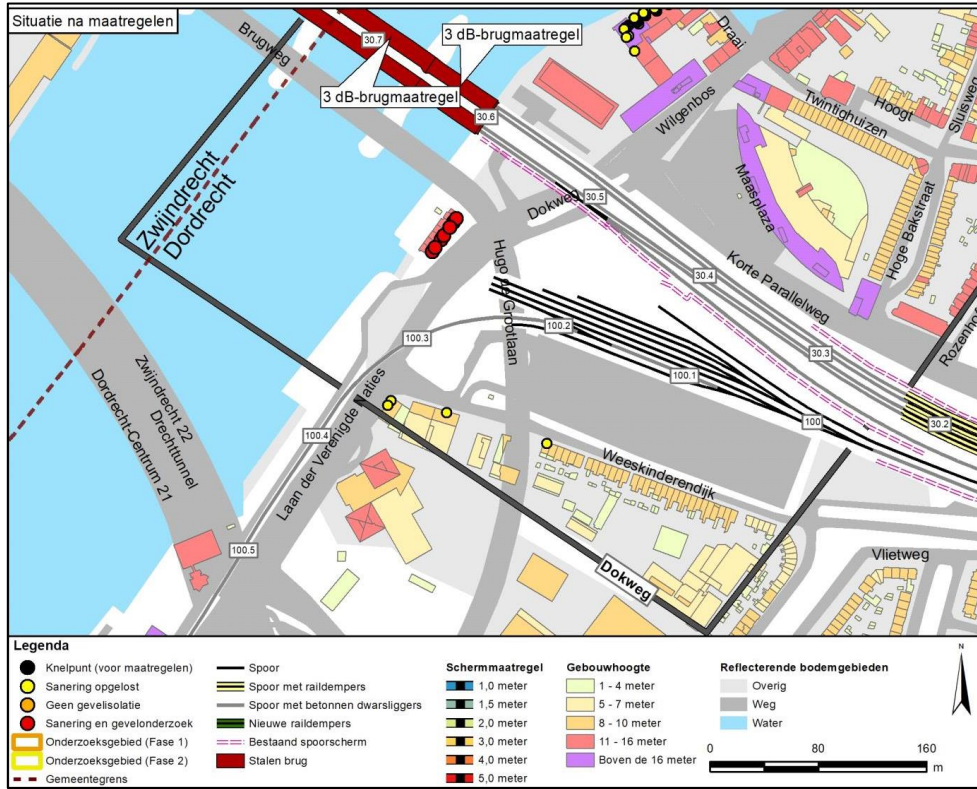 Situatie na maatregelen
Brugweg
30.7
3 dB-brugmaatregel
3 dB-brugmaatregel
30.6
Draai
Wilgenbos
Twintighuizen
Hoogt
Sluisweg
Zwijndrecht
Dordrecht
Dokweg
30.5
Maasplaza
Hoge Bakstraat
30.4
Korte Parallelweg
Hugo de Grootlaan
100.3
100.2
100.1
30.3
100
30.2
Zwijndrecht 22
Drechttunnel
Dordrecht-Centrum 21
100.4
Laan der Verenigde Naties
Weeskinderendijk
100.5
Dokweg
Vlietweg
Legenda
Knelpunt (voor maatregelen)
Sanering opgelost
Geen gevelisolatie
Sanering en gevelonderzoek
Onderzoeksgebied (Fase 1)
Onderzoeksgebied (Fase 2)
Gemeentegrens
Spoor
Spoor met raildempers
Spoor met betonnen dwarsliggers
Nieuwe raildempers
Bestaand spoorscherm
Stalen brug
Schermmaatregel
1,0 meter
1,5 meter
2,0 meter
3,0 meter
4,0 meter
5,0 meter
Gebouwhoogte
1 - 4 meter
5 - 7 meter
8 - 10 meter
11 - 16 meter
Boven de 16 meter
Reflecterende bodemgebieden
Overig
Weg
Water
N
0 80 160
m